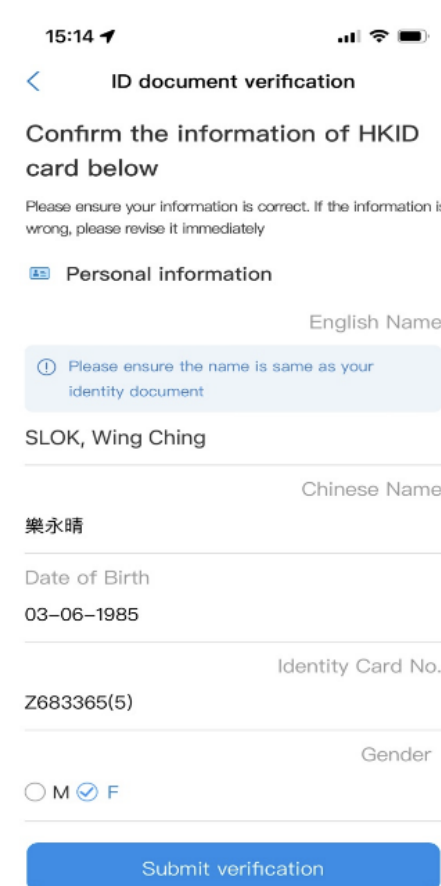 15:14
ID document verification
Confirm the information of HKID
card below
Please ensure your information is correct. If the information is
wrong, please revise it immediately
Personal information
English Name
Please ensure the name is same as your
identity document
SLOK, Wing Ching
Chinese Name
樂永晴
Date of Birth
03-06-1985
Identity Card No.
Z683365(5)
Gender
M F
Submit verification